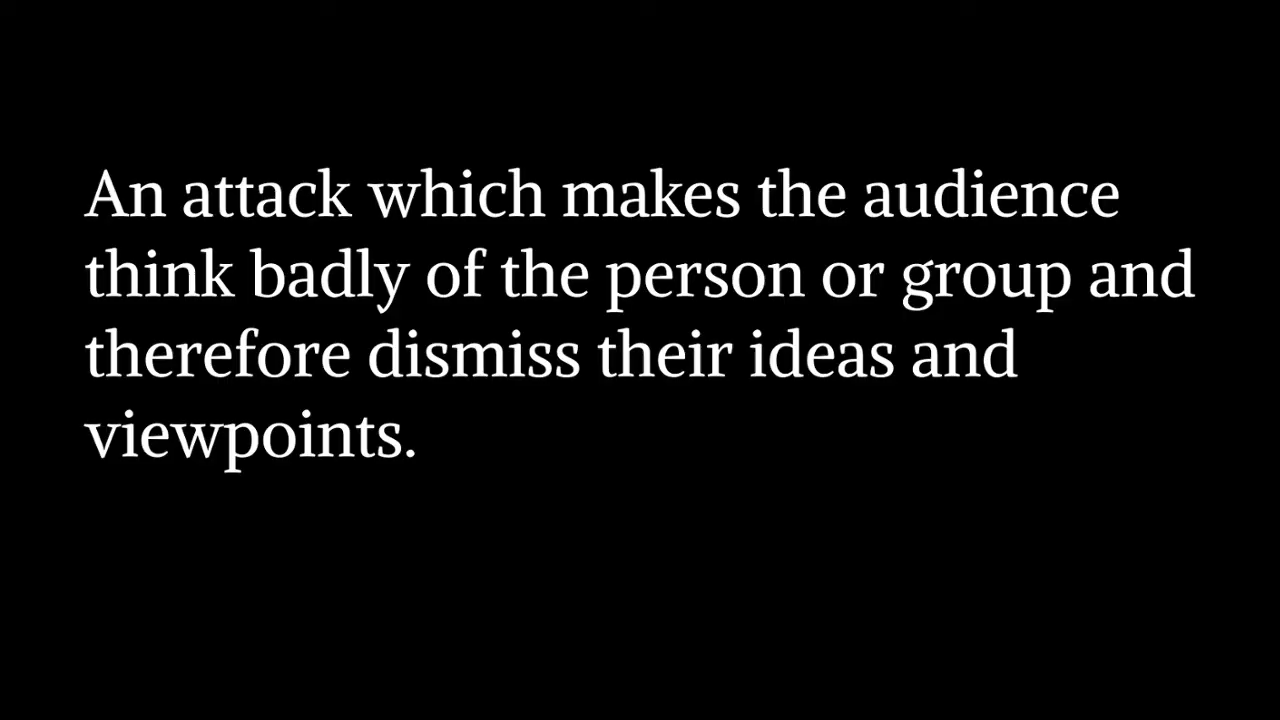 An attack which makes the audience
think badly of the person or group and
therefore dismiss their ideas and
viewpoints.